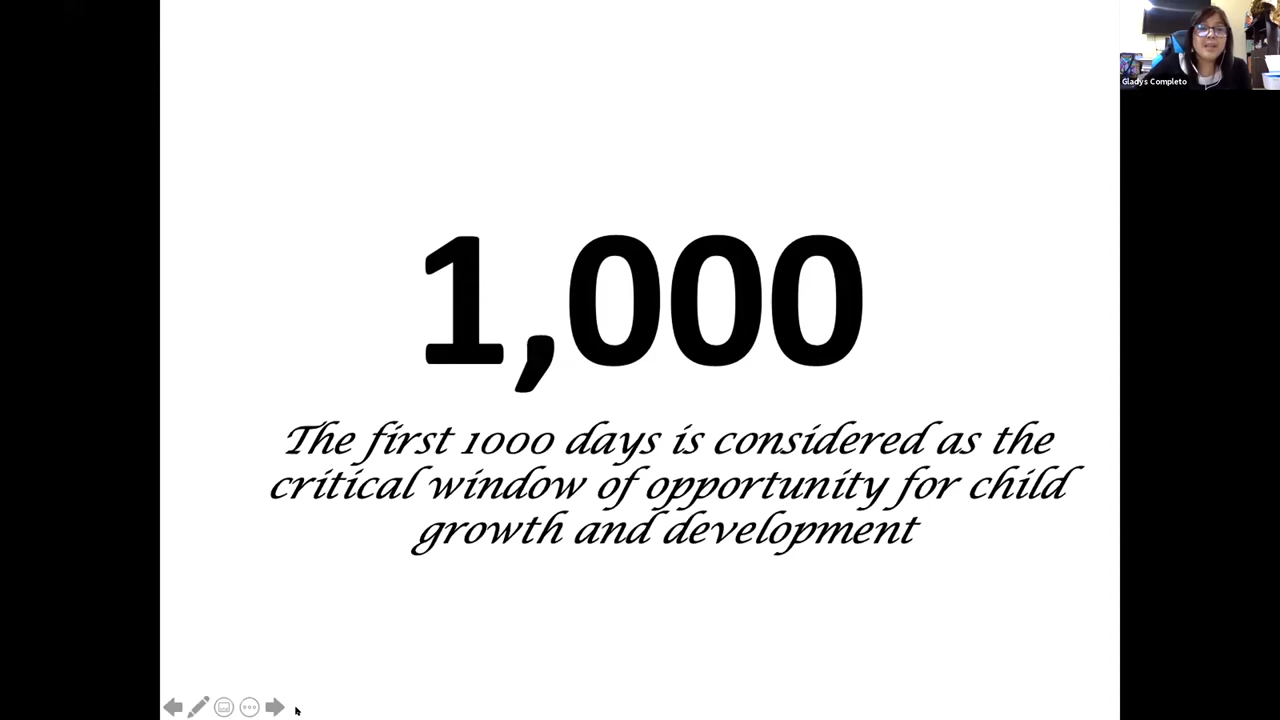 Gladys Completo
1,000
The first 1000 days is considered as the
critical window of opportunity for child
growth and development